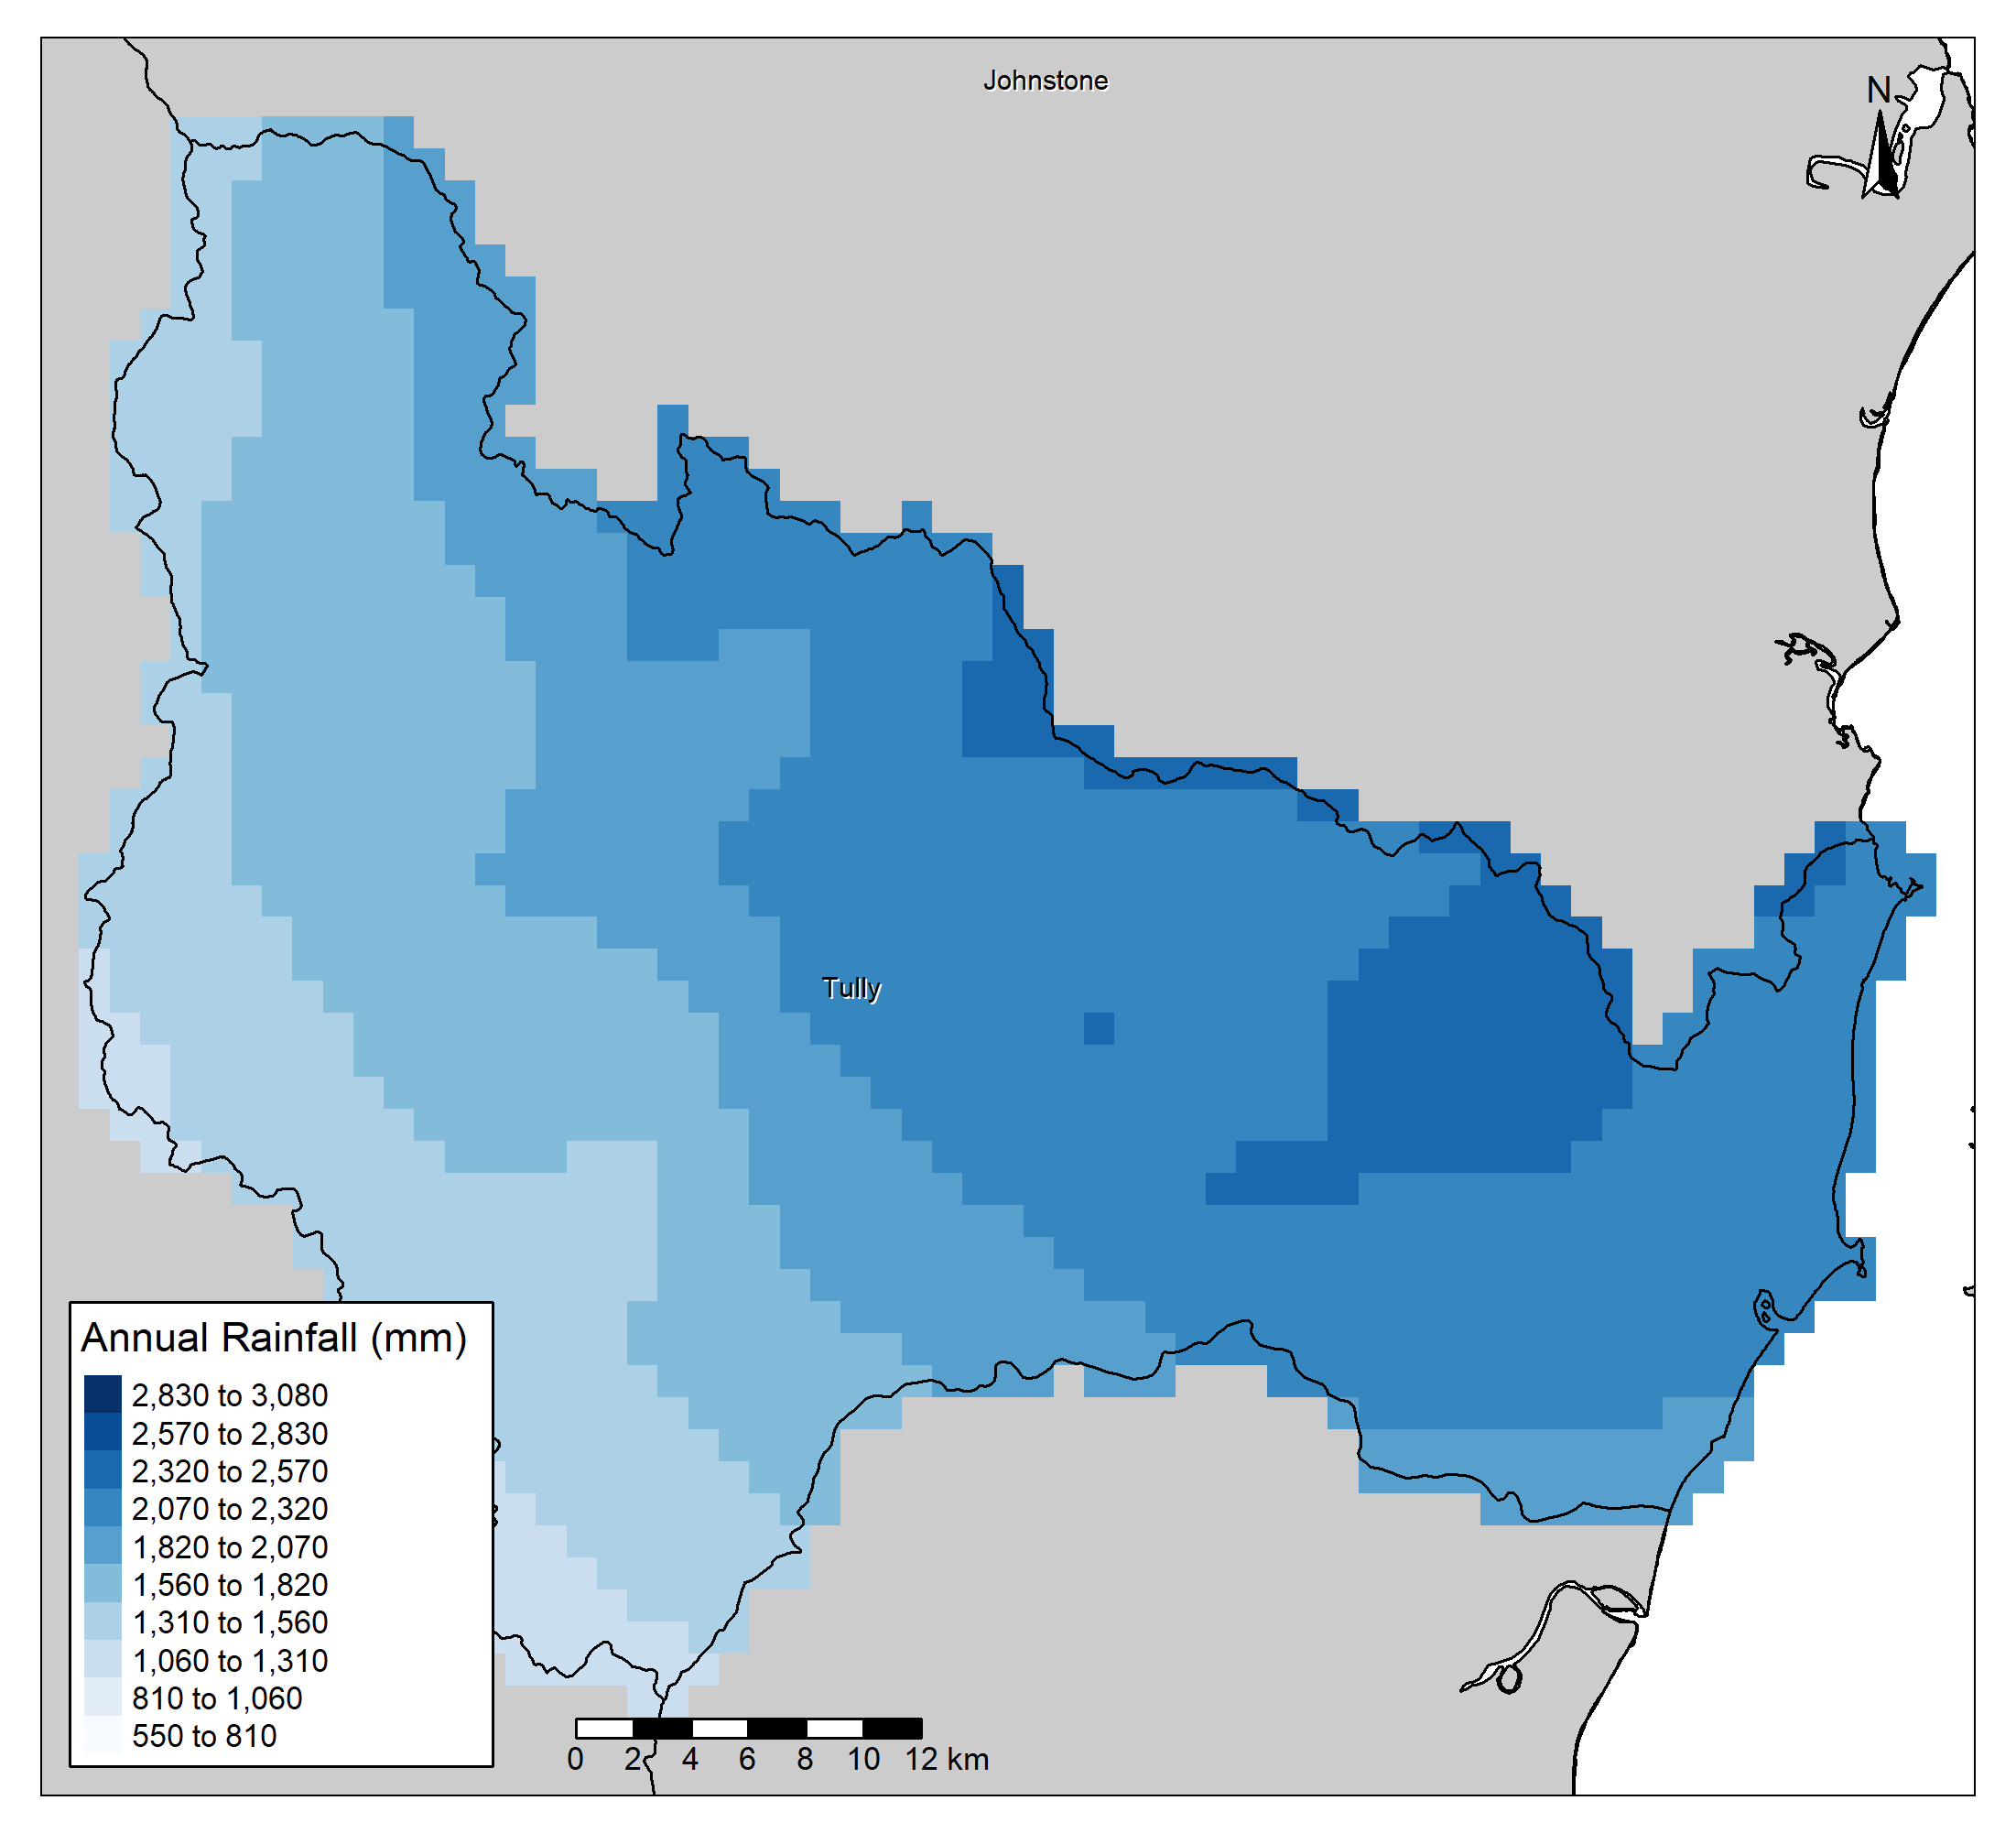 Johnstone
N
Tully
Annual Rainfall (mm)
2,830 to 3,080
2,570 to 2,830
2,320 to 2,570
2,070 to 2,320
1,820 to 2,070
1,560 to 1,820
1,310 to 1,560
1,060 to 1,310
810 to 1,060
550 to 810
0 2 4 6 8 10 12 km